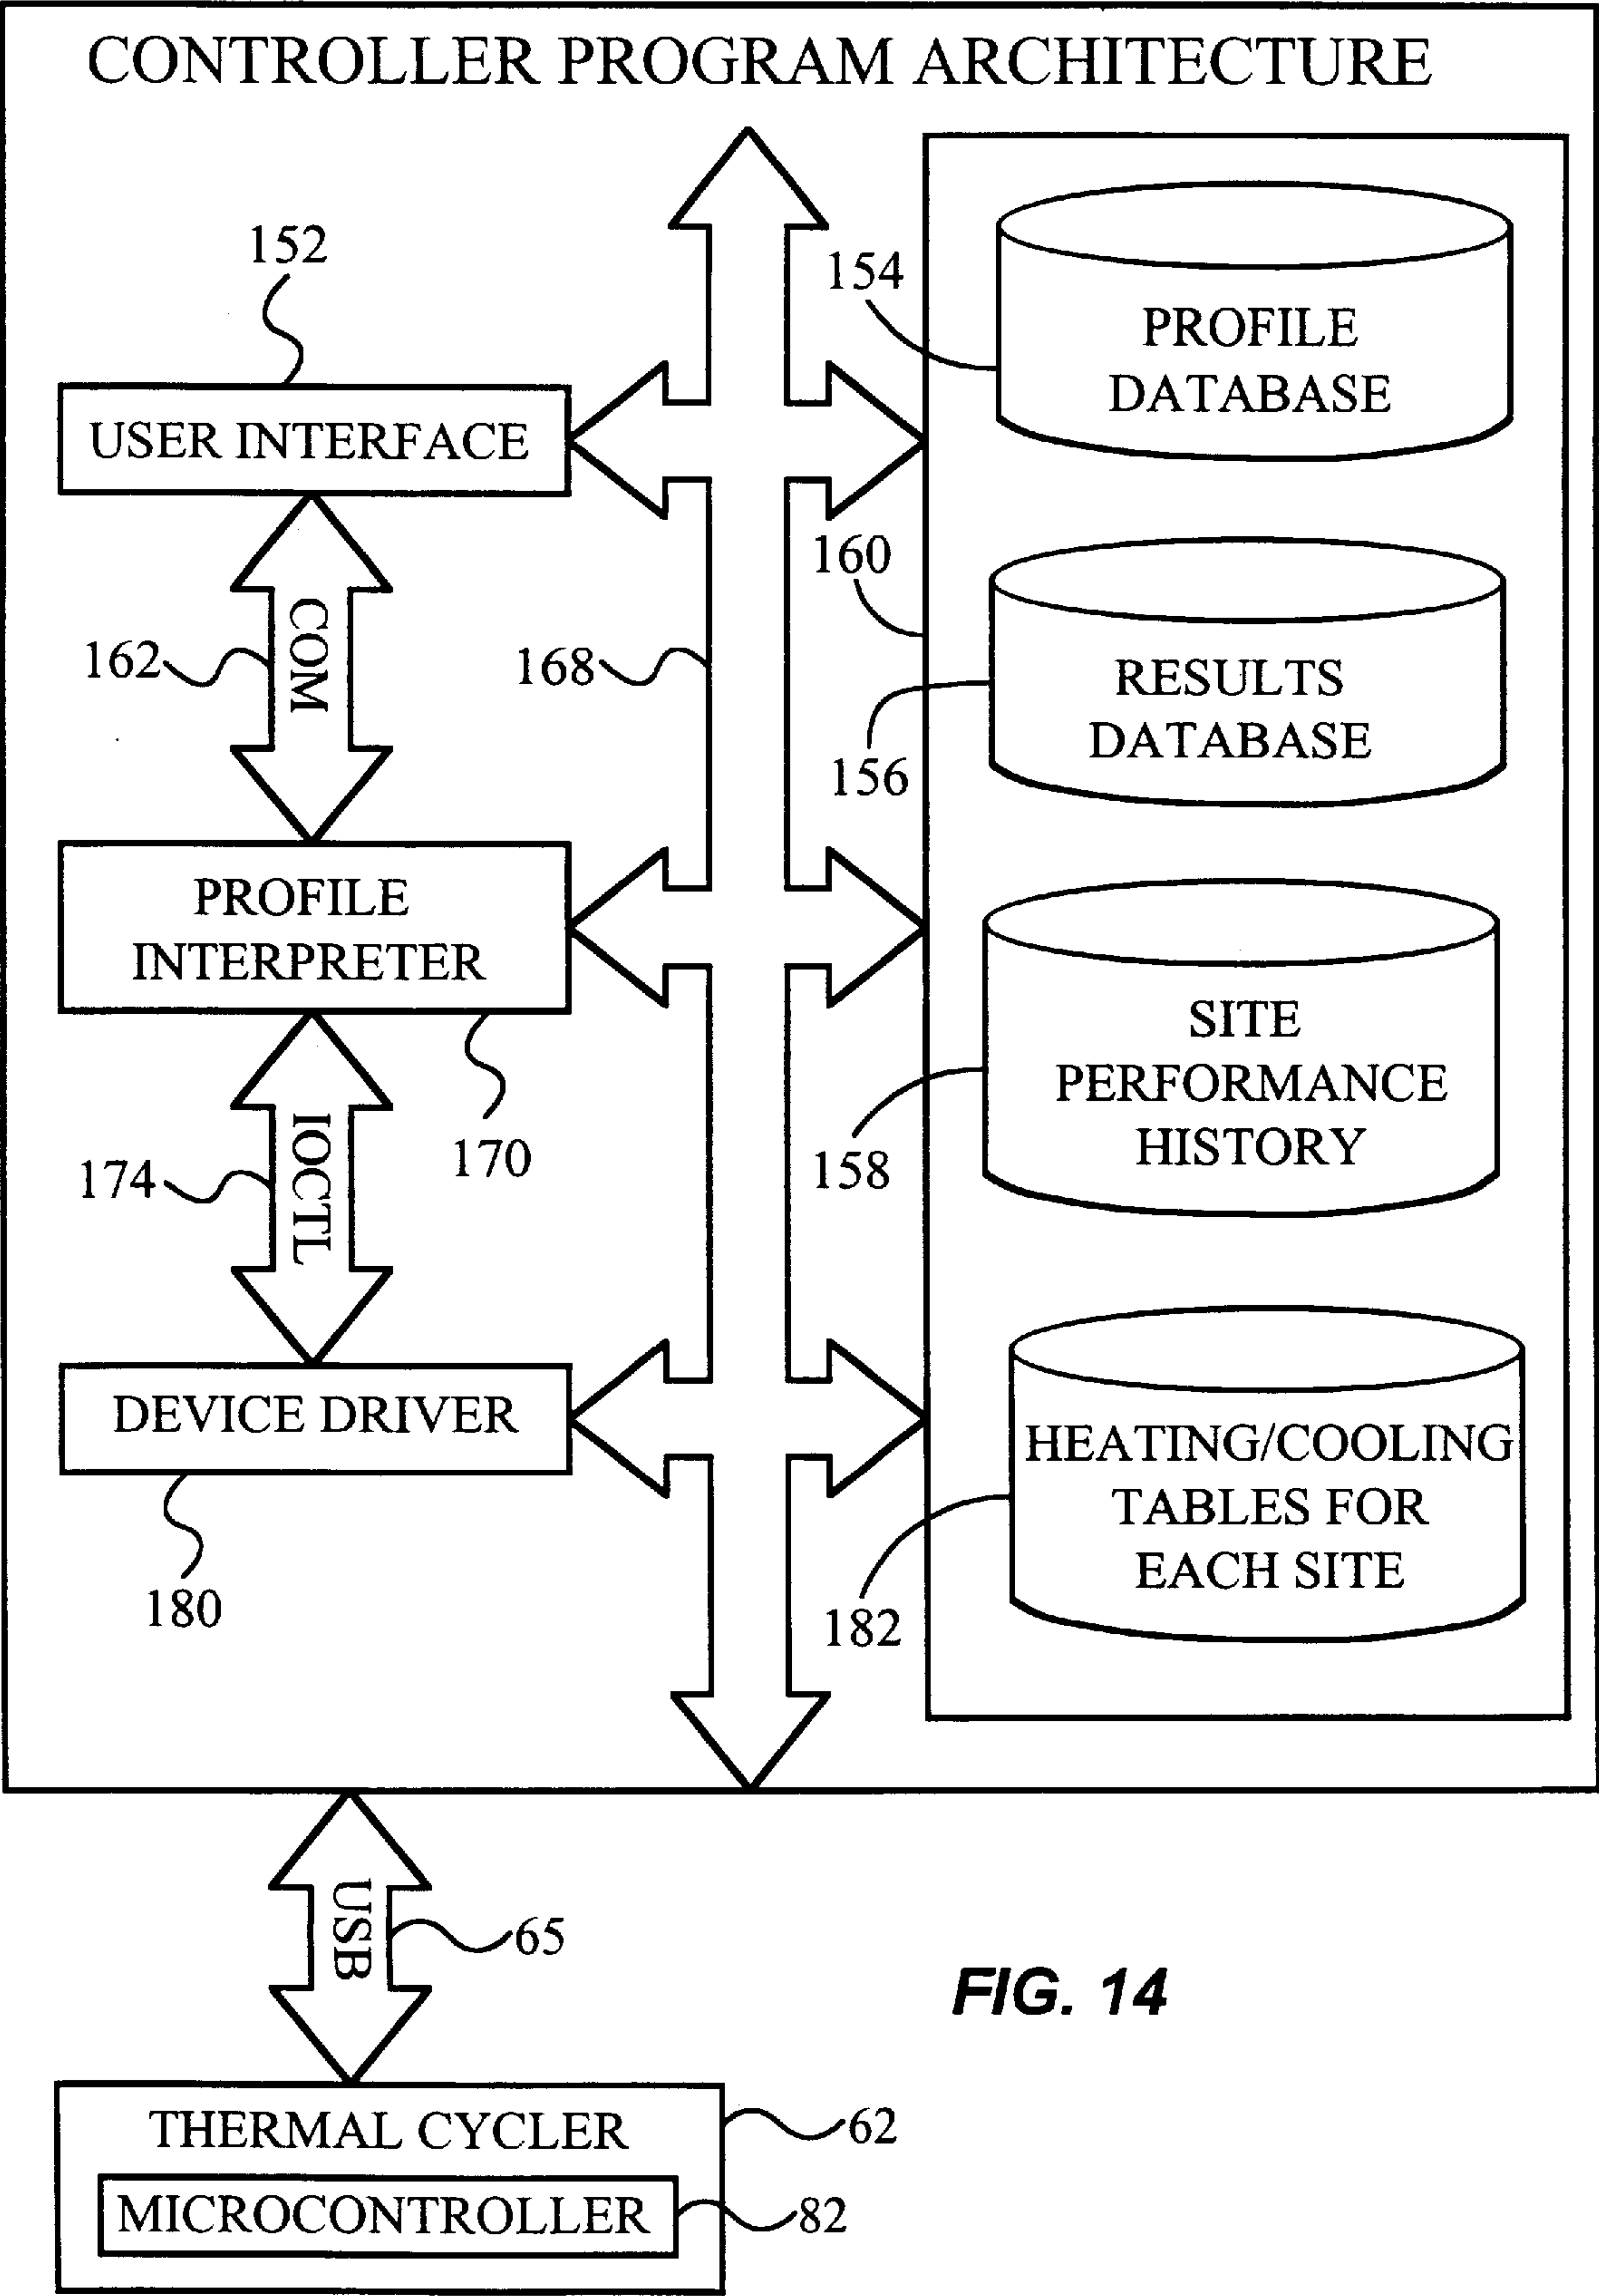 CONTROLLER PROGRAM ARCHITECTURE
152
154
PROFILE
DATABASE
USER INTERFACE
160
COM
162
168
RESULTS
DATABASE
156
PROFILE
INTERPRETER
SITE
PERFORMANCE
HISTORY
158
170
IOCTL
174
DEVICE DRIVER
HEATING/COOLING
TABLES FOR
EACH SITE
180
182
USB
65
FIG. 14
THERMAL CYCLER
62
MICROCONTROLLER
82